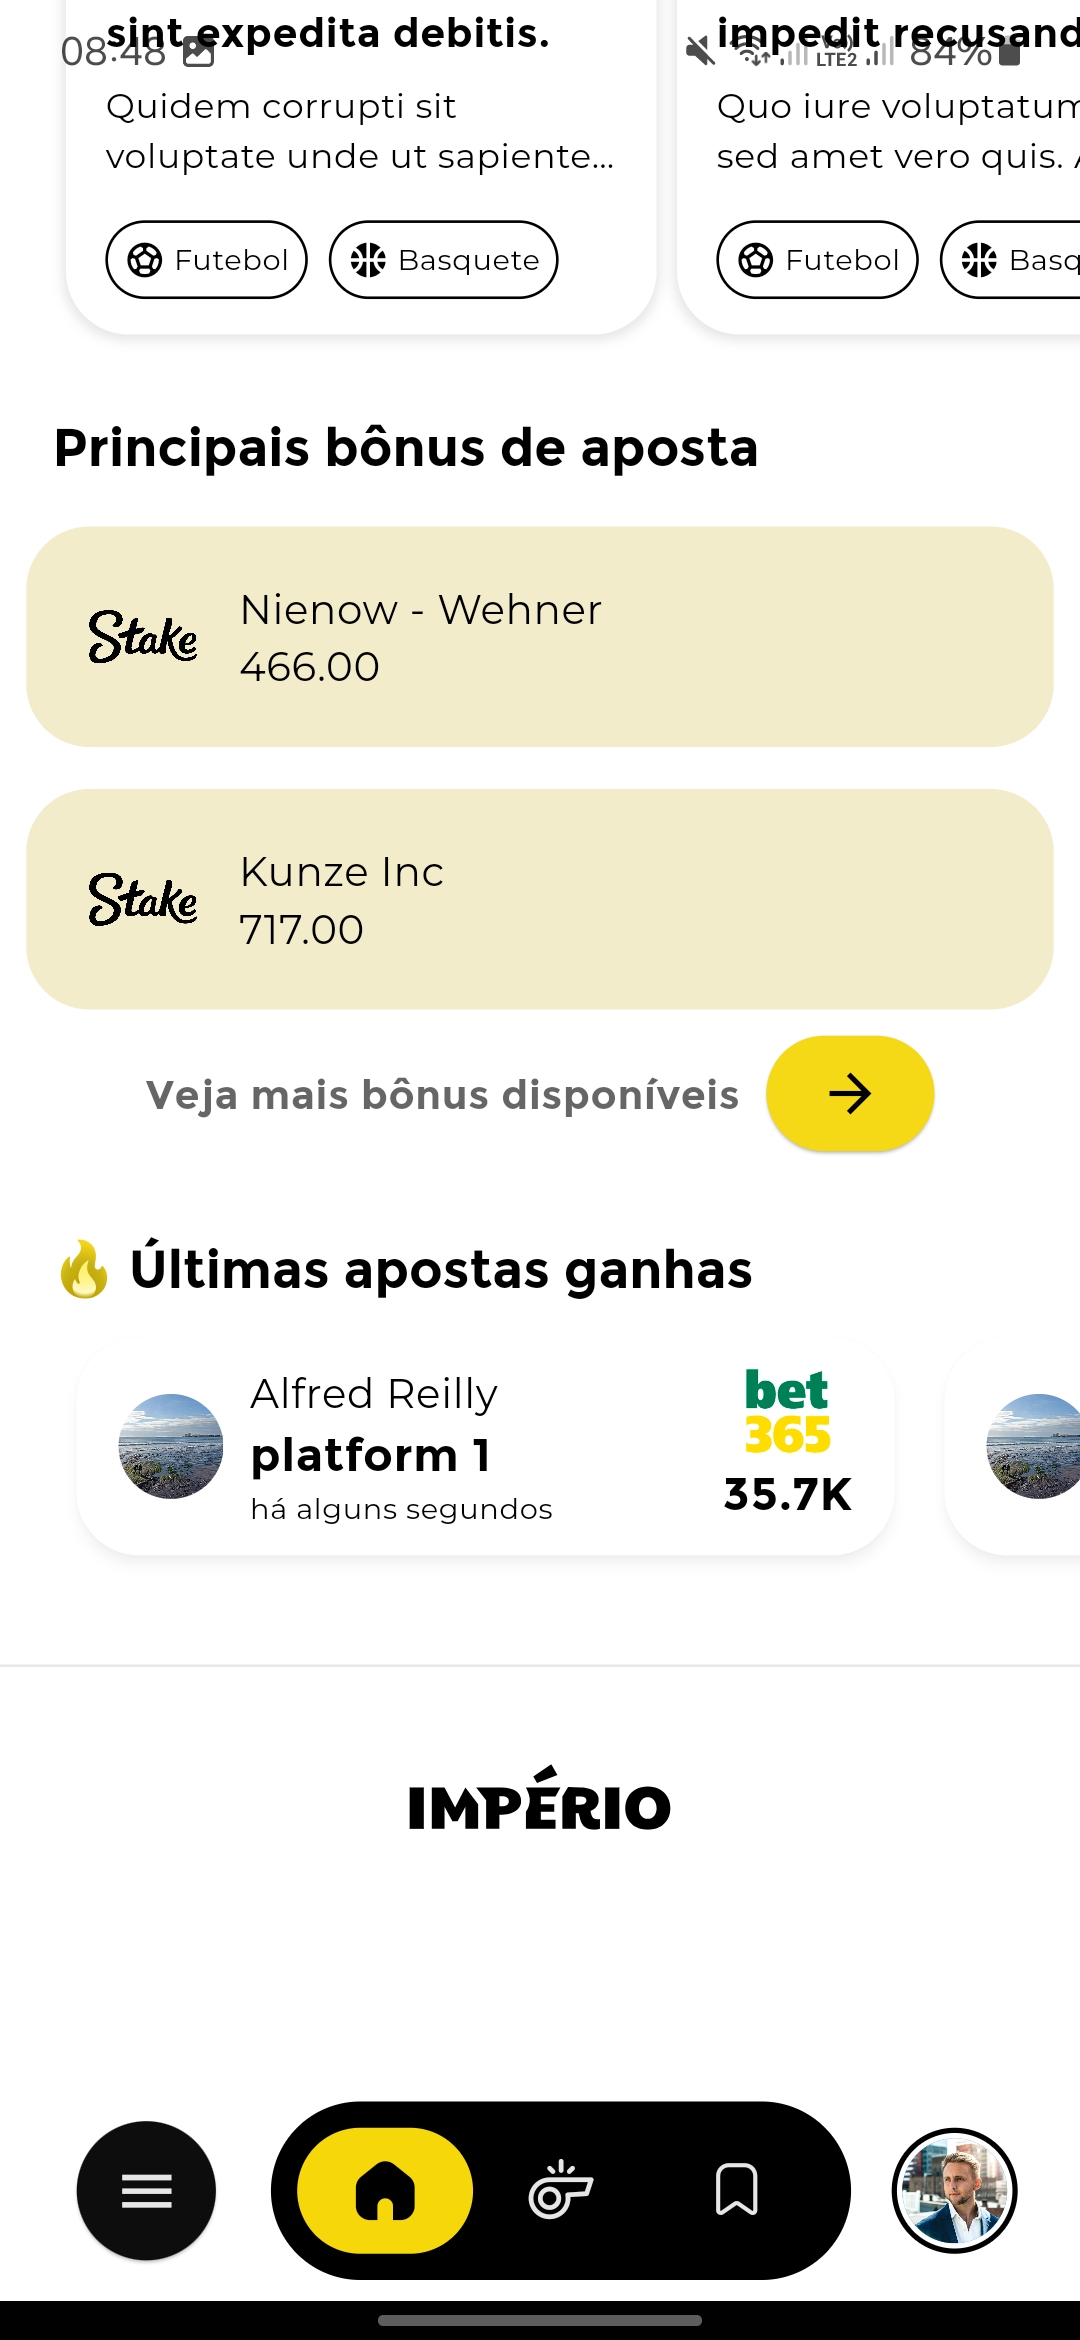 sint expedita debitis.
impedit recusand
08:48
LTE2
84%
Quidem corrupti sit
voluptate unde ut sapiente...
Quo iure voluptatum
sed amet vero quis.
Futebol
Basquete
Futebol
Basq
Principais bônus de aposta
Stake
Nienow - Wehner
466.00
Stake
Kunze Inc
717.00
Veja mais bônus disponíveis
Últimas apostas ganhas
Alfred Reilly
platform 1
há alguns segundos
bet
365
35.7K
IMPÉRIO